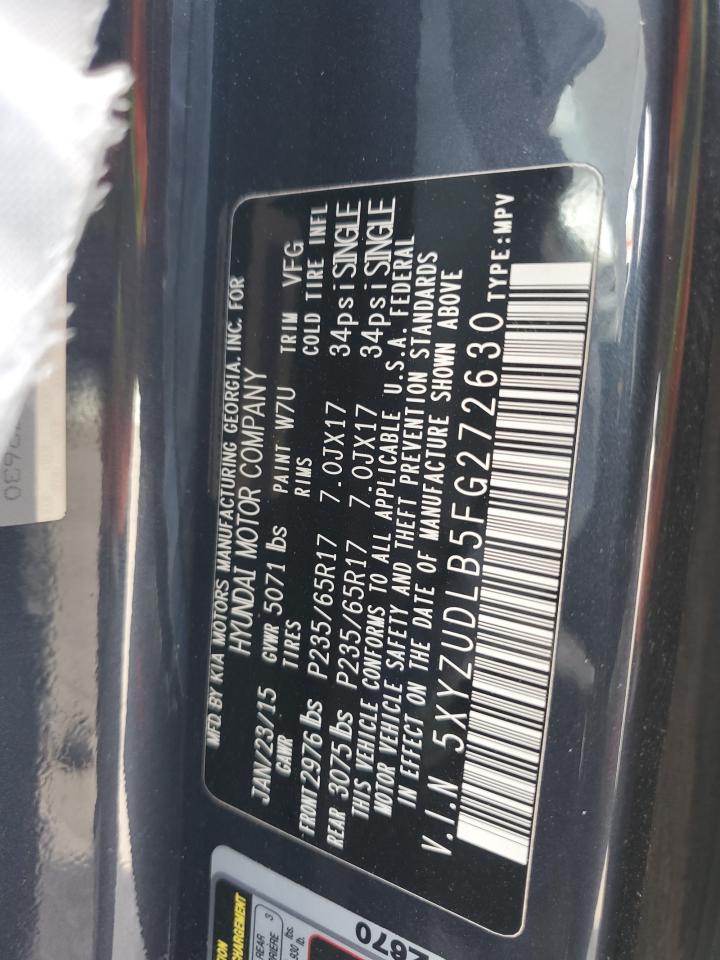 MFD BY KIA MOTORS MANUFACTURING GEORGIA. INC. FOR
HYUNDAI MOTOR COMPANY
JAN/23/15 GVWR 5071 lbs PAINT W7U TRIM VFG
GAWR TIRES RIMS COLD TIRE INFL
FRONT 2976 lbs P235/65R17 7.0JX17 34psi SINGLE
REAR 3075 lbs P235/65R17 7.0JX17 34psi SINGLE
THIS VEHICLE CONFORMS TO ALL APPLICABLE U.S.A. FEDERAL
MOTOR VEHICLE SAFETY AND THEFT PREVENTION STANDARDS
IN EFFECT ON THE DATE OF MANUFACTURE SHOWN ABOVE
V.I.N 5XYZUDLB5FG272630 TYPE:MPV
CHARGEMENT
REAR 3